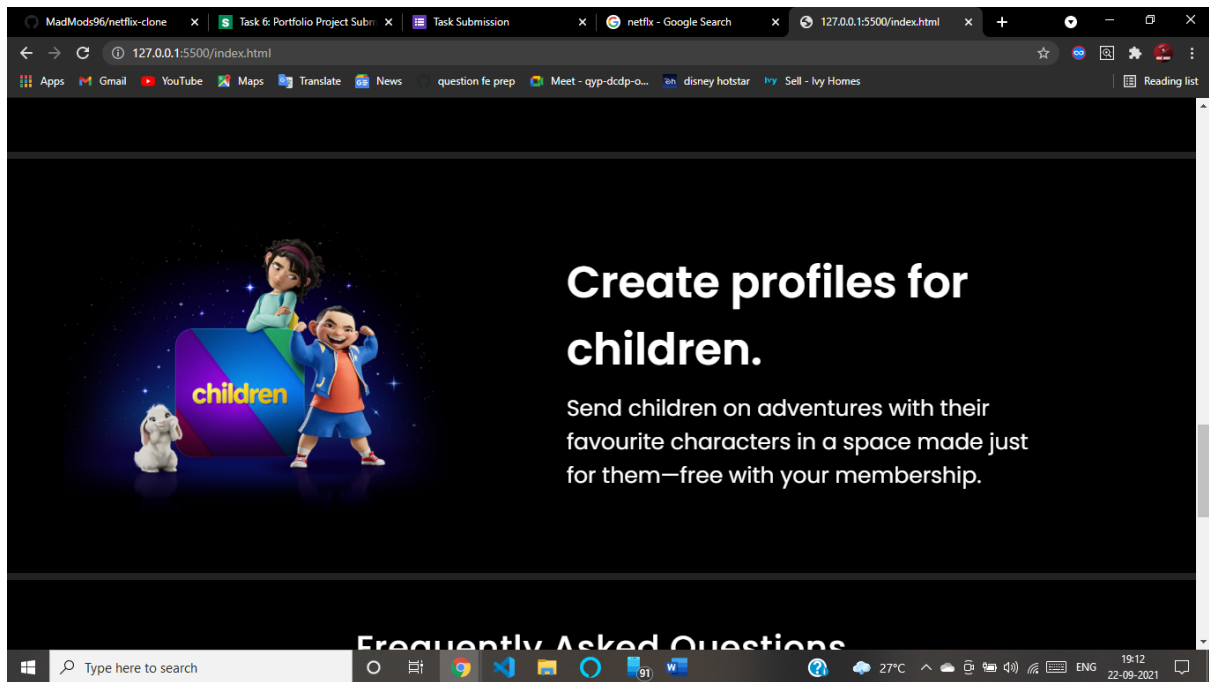 MadMods96/netflix-clone
Task 6: Portfolio Project Subm
Task Submission
netflx - Google Search
127.0.0.1:5500/index.html
127.0.0.1:5500/index.html
Apps
Gmail
YouTube
Maps
Translate
News
question fe prep
Meet - qyp-dcdp-o...
disney hotstar
Sell - Ivy Homes
Reading list
children
Create profiles for
children.
Send children on adventures with their
favourite characters in a space made just
for them—free with your membership.
Frequently Asked Questions
Type here to search
91
27°C
ENG
19:12
22-09-2021